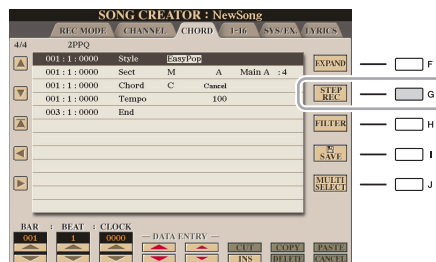 SONG CREATOR : NewSong
REC MODE CHANNEL CHORD 1-16 SYS/EX. LYRICS
4/4 2PPQ
001 : 1 : 0000 Style EasyPop
001 : 1 : 0000 Sect M A Main A : 4
001 : 1 : 0000 Chord C Cancel
001 : 1 : 0000 Tempo 100
003 : 1 : 0000 End
EXPAND F
STEP REC G
FILTER H
SAVE I
MULTI SELECT J
BAR : BEAT : CLOCK
001 1 0000
DATA ENTRY
CUT COPY PASTE
INS DELETE CANCEL